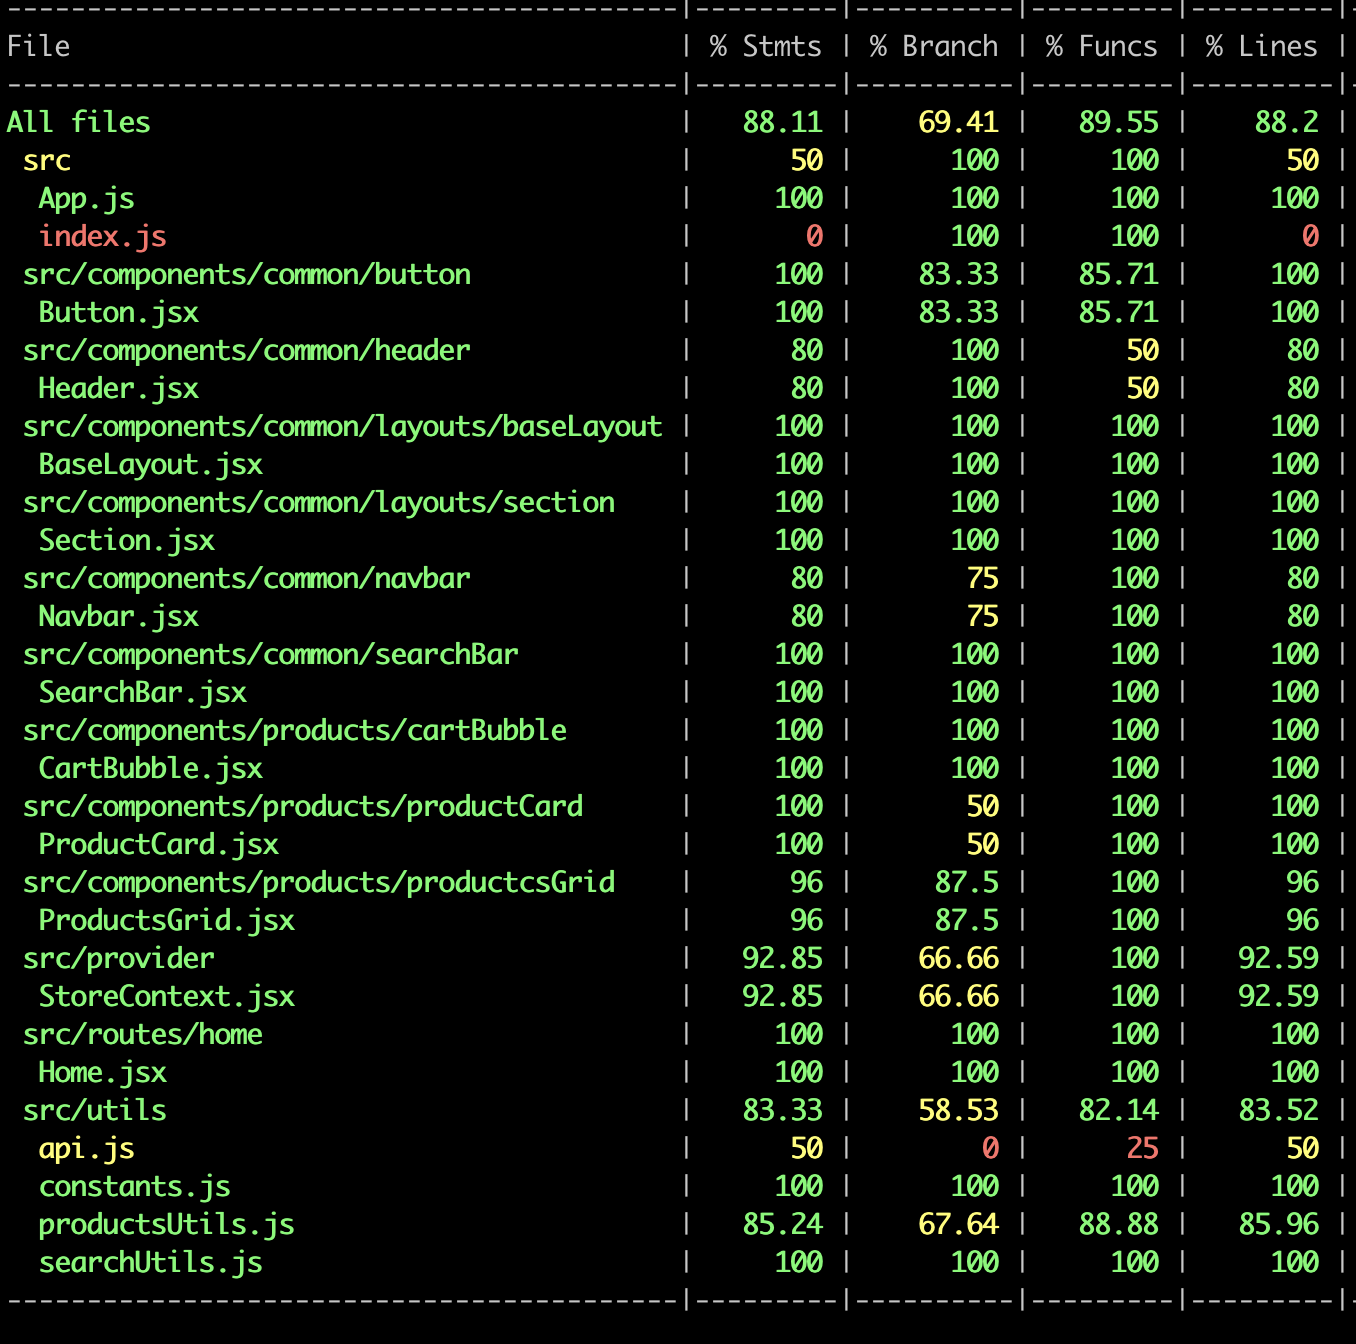 ----------------------------------------|---------|----------|---------|---------|-
File | % Stmts | % Branch | % Funcs | % Lines |
----------------------------------------|---------|----------|---------|---------|-
All files | 88.11 | 69.41 | 89.55 | 88.2 |
src | 50 | 100 | 100 | 50 |
App.js | 100 | 100 | 100 | 100 |
index.js | 0 | 100 | 100 | 0 |
src/components/common/button | 100 | 83.33 | 85.71 | 100 |
Button.jsx | 100 | 83.33 | 85.71 | 100 |
src/components/common/header | 80 | 100 | 50 | 80 |
Header.jsx | 80 | 100 | 50 | 80 |
src/components/common/layouts/baseLayout | 100 | 100 | 100 | 100 |
BaseLayout.jsx | 100 | 100 | 100 | 100 |
src/components/common/layouts/section | 100 | 100 | 100 | 100 |
Section.jsx | 100 | 100 | 100 | 100 |
src/components/common/navbar | 80 | 75 | 100 | 80 |
Navbar.jsx | 80 | 75 | 100 | 80 |
src/components/common/searchBar | 100 | 100 | 100 | 100 |
SearchBar.jsx | 100 | 100 | 100 | 100 |
src/components/products/cartBubble | 100 | 100 | 100 | 100 |
CartBubble.jsx | 100 | 100 | 100 | 100 |
src/components/products/productCard | 100 | 50 | 100 | 100 |
ProductCard.jsx | 100 | 50 | 100 | 100 |
src/components/products/productcsGrid | 96 | 87.5 | 100 | 96 |
ProductsGrid.jsx | 96 | 87.5 | 100 | 96 |
src/provider | 92.85 | 66.66 | 100 | 92.59 |
StoreContext.jsx | 92.85 | 66.66 | 100 | 92.59 |
src/routes/home | 100 | 100 | 100 | 100 |
Home.jsx | 100 | 100 | 100 | 100 |
src/utils | 83.33 | 58.53 | 82.14 | 83.52 |
api.js | 50 | 0 | 25 | 50 |
constants.js | 100 | 100 | 100 | 100 |
productsUtils.js | 85.24 | 67.64 | 88.88 | 85.96 |
searchUtils.js | 100 | 100 | 100 | 100 |
----------------------------------------|---------|----------|---------|---------|-